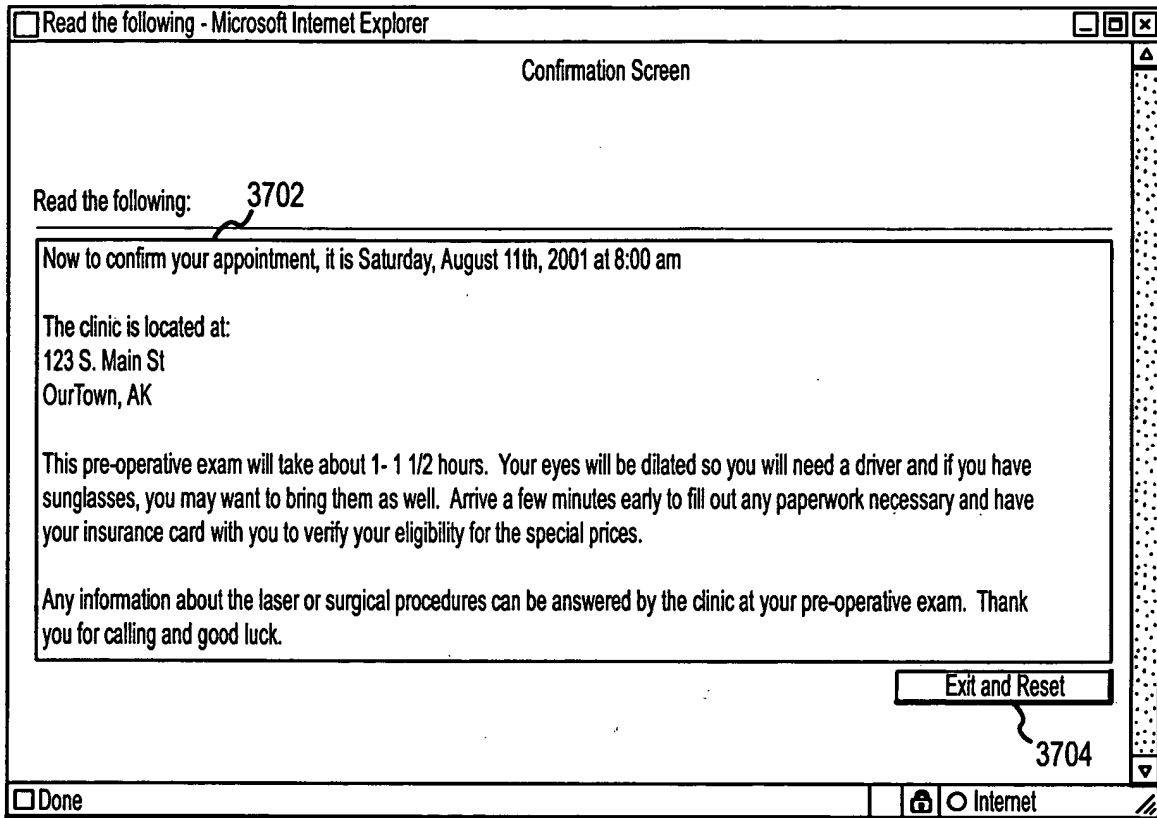 Read the following - Microsoft Internet Explorer
Confirmation Screen
Read the following:
3702
Now to confirm your appointment, it is Saturday, August 11th, 2001 at 8:00 am
The clinic is located at:
123 S. Main St
OurTown, AK
This pre-operative exam will take about 1- 1 1/2 hours. Your eyes will be dilated so you will need a driver and if you have
sunglasses, you may want to bring them as well. Arrive a few minutes early to fill out any paperwork necessary and have
your insurance card with you to verify your eligibility for the special prices.
Any information about the laser or surgical procedures can be answered by the clinic at your pre-operative exam. Thank
you for calling and good luck.
Exit and Reset
3704
Done
Internet